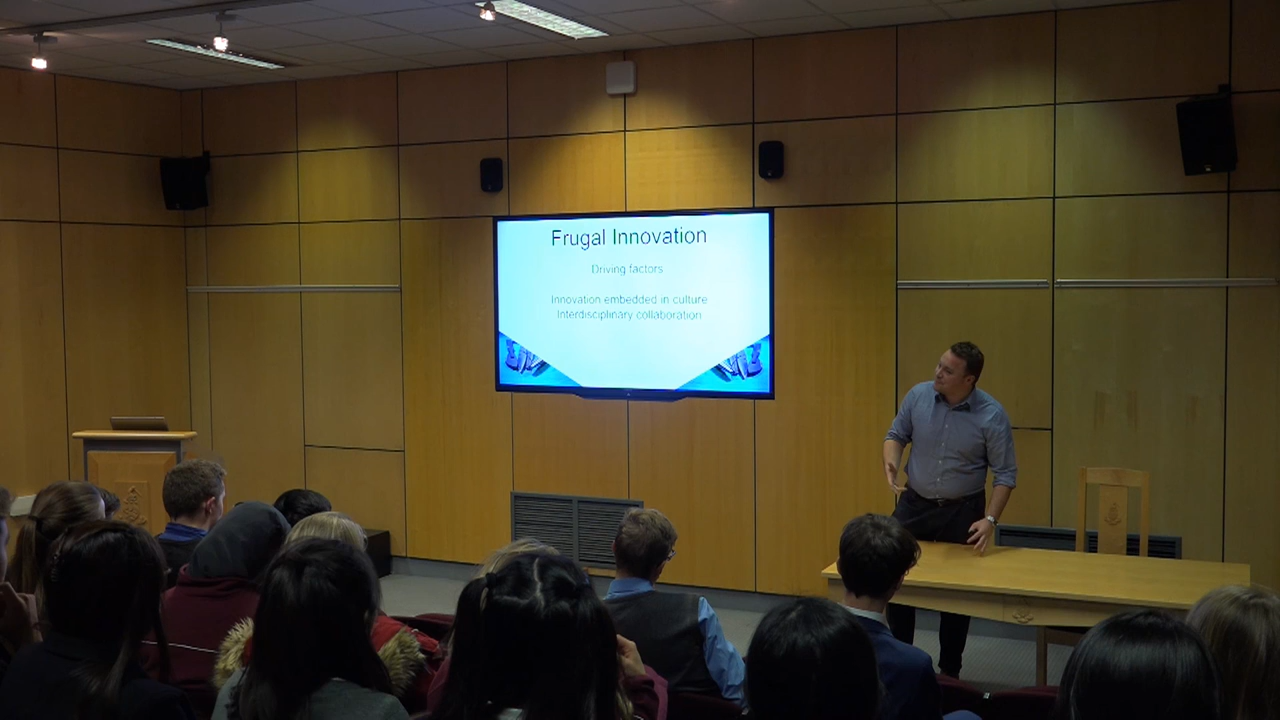 Frugal Innovation
Driving factors
Innovation embedded in culture
Interdisciplinary collaboration